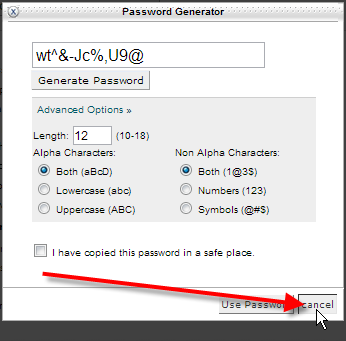 Password Generator
wt^&-Jc%,U9@
Generate Password
Advanced Options »
Length: 12 (10-18)
Alpha Characters: Non Alpha Characters:
Both (aBcD) Both (1@3$)
Lowercase (abc) Numbers (123)
Uppercase (ABC) Symbols (@#$)
I have copied this password in a safe place.
Use Password cancel